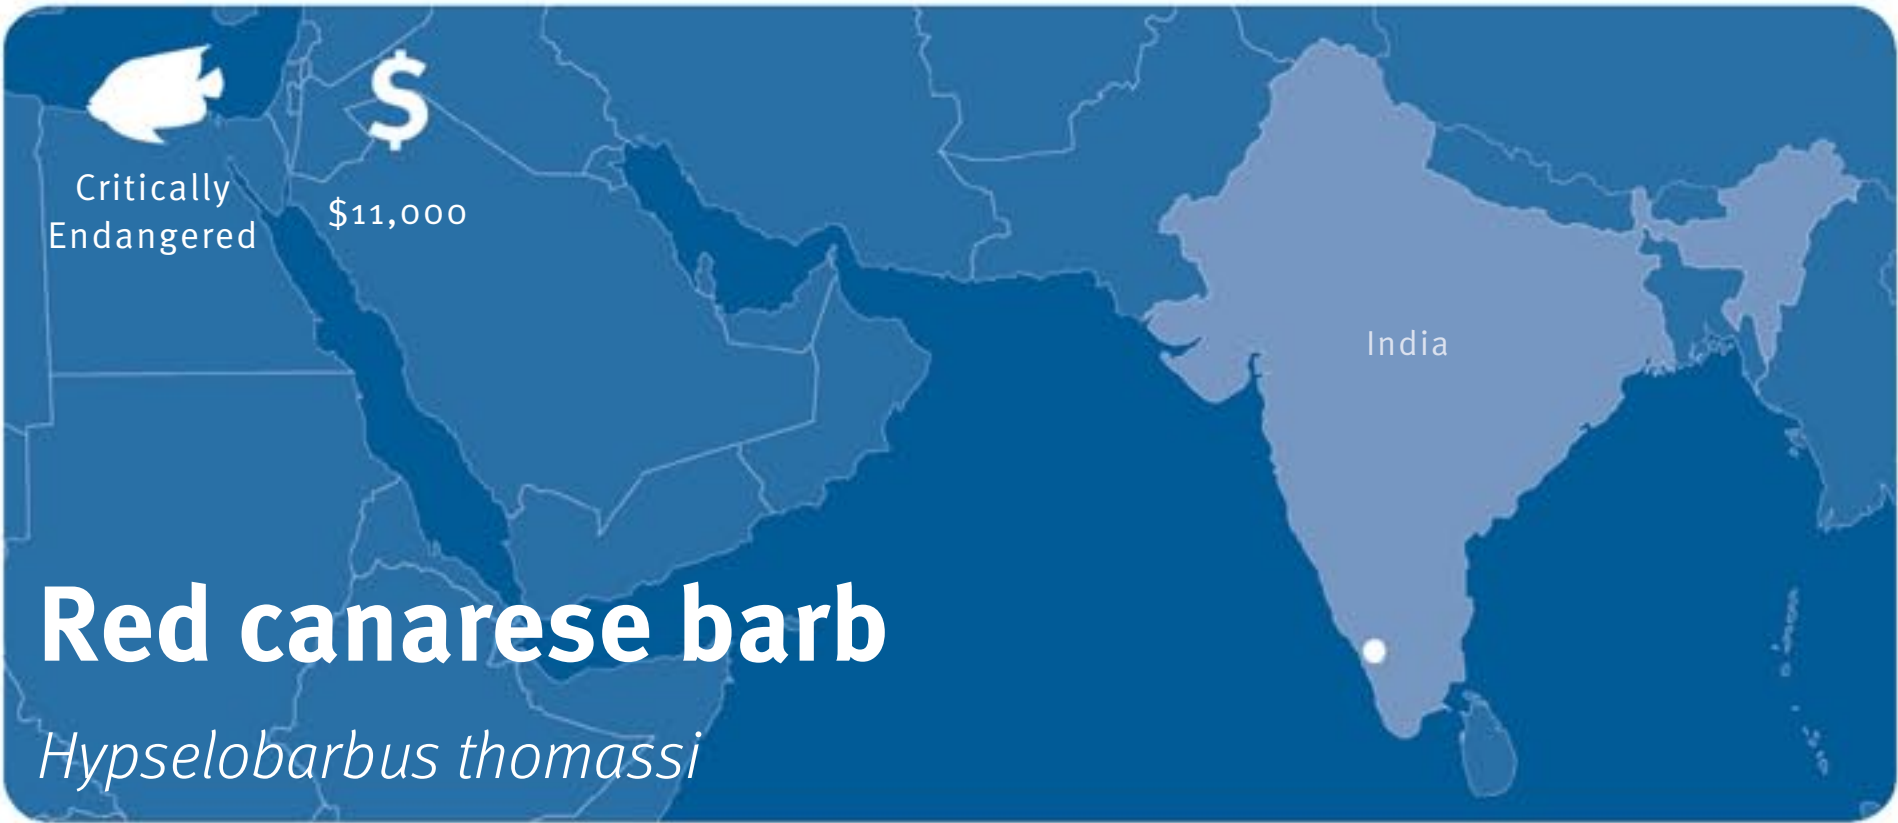 $
Critically
Endangered
$11,000
India
Red canarese barb
Hypselobarbus thomassi